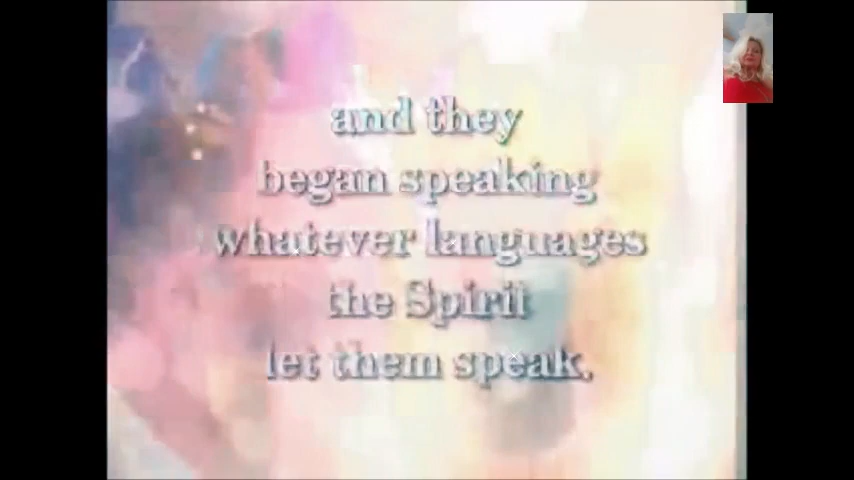 and they
began speaking
whatever languages
the Spirit
let them speak.